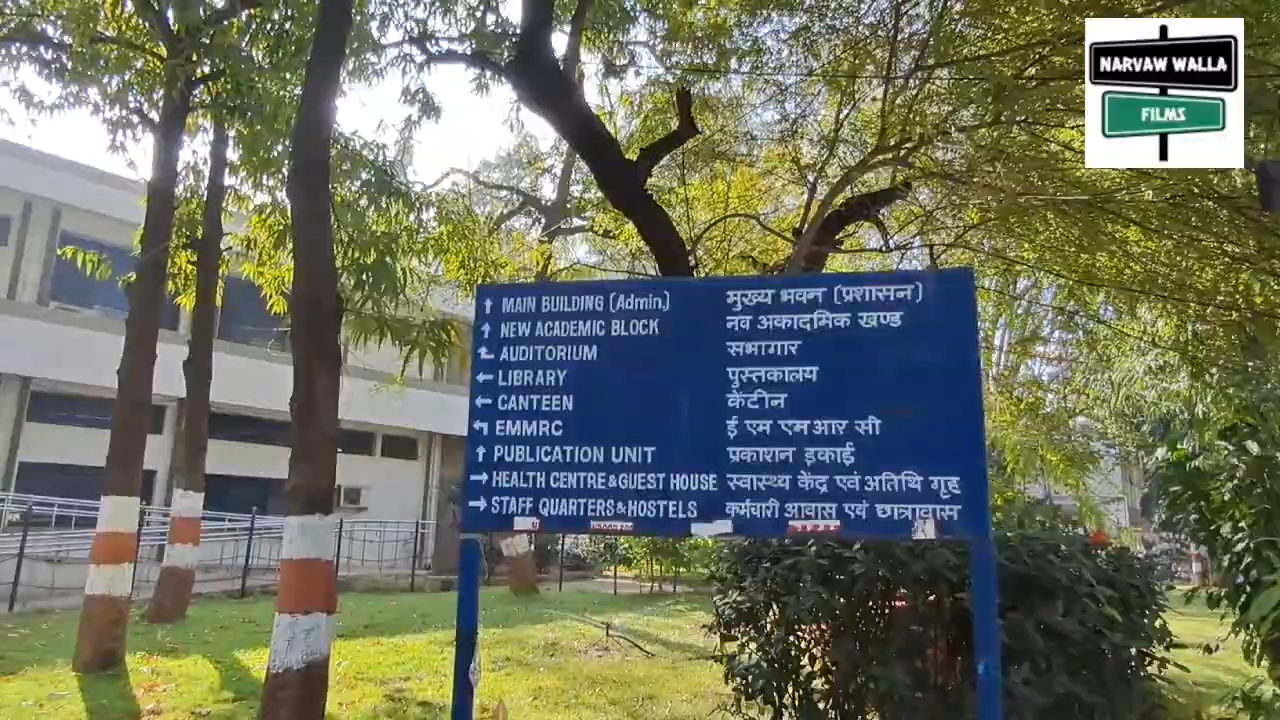 NARVAW WALLA
FILMS
↑ MAIN BUILDING (Admin.) मुख्य भवन (प्रशासन)
↑ NEW ACADEMIC BLOCK नव अकादमिक खण्ड
AUDITORIUM सभागार
← LIBRARY पुस्तकालय
← CANTEEN केंटीन
EMMRC ई एम एम आर सी
↑ PUBLICATION UNIT प्रकाशन इकाई
→ HEALTH CENTRE & GUEST HOUSE स्वास्थ्य केंद्र एवं अतिथि गृह
→ STAFF QUARTERS & HOSTELS कर्मचारी आवास एवं छात्रावास